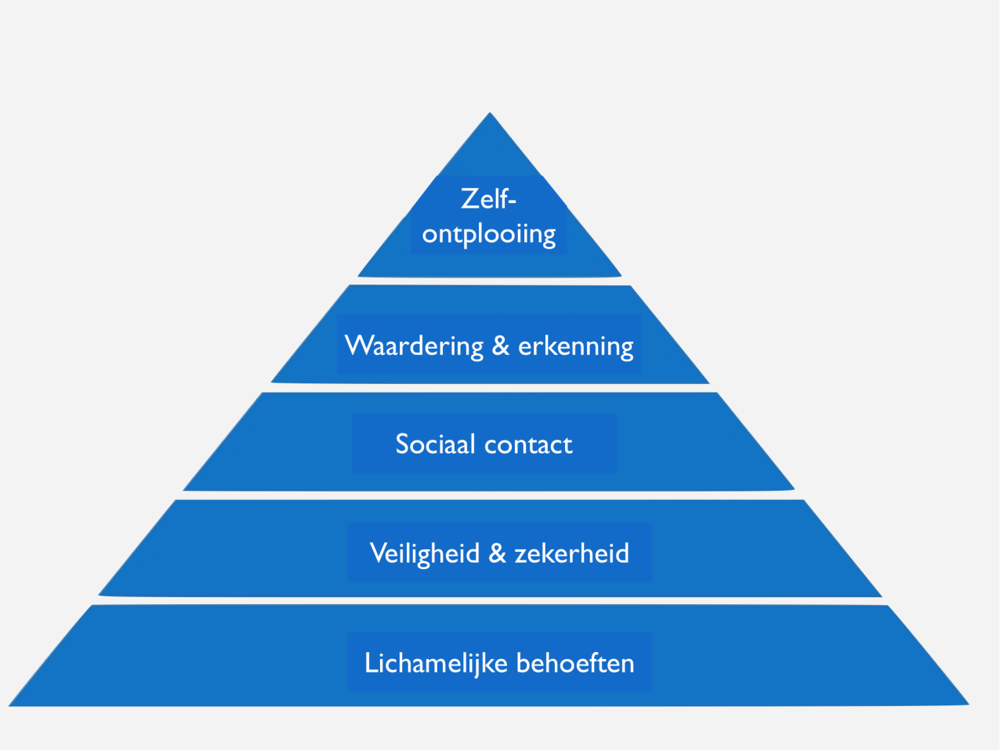 Zelf-
ontplooiing
Waardering & erkenning
Sociaal contact
Veiligheid & zekerheid
Lichamelijke behoeften